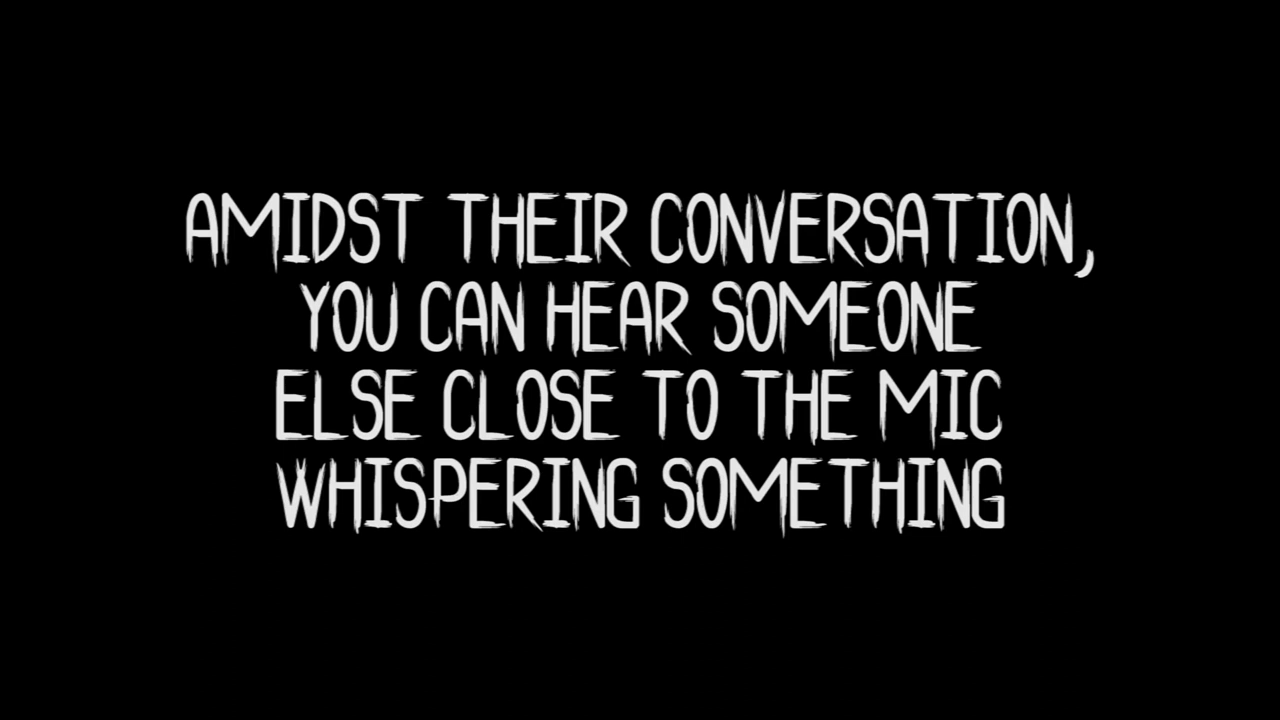 AMIDST THEIR CONVERSATION,
YOU CAN HEAR SOMEONE
ELSE CLOSE TO THE MIC
WHISPERING SOMETHING